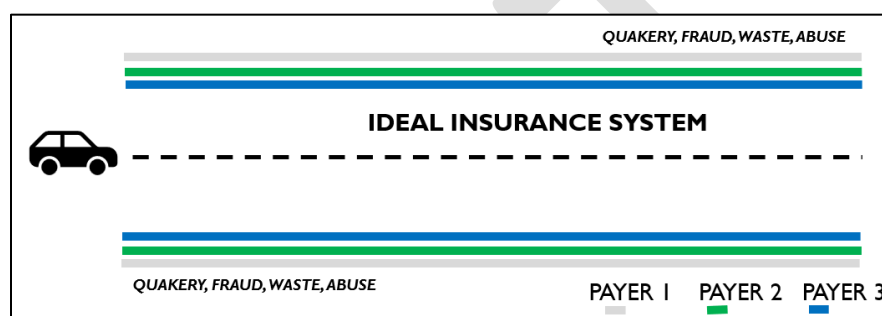 QUAKERY, FRAUD, WASTE, ABUSE
IDEAL INSURANCE SYSTEM
QUAKERY, FRAUD, WASTE, ABUSE
PAYER 1 PAYER 2 PAYER 3